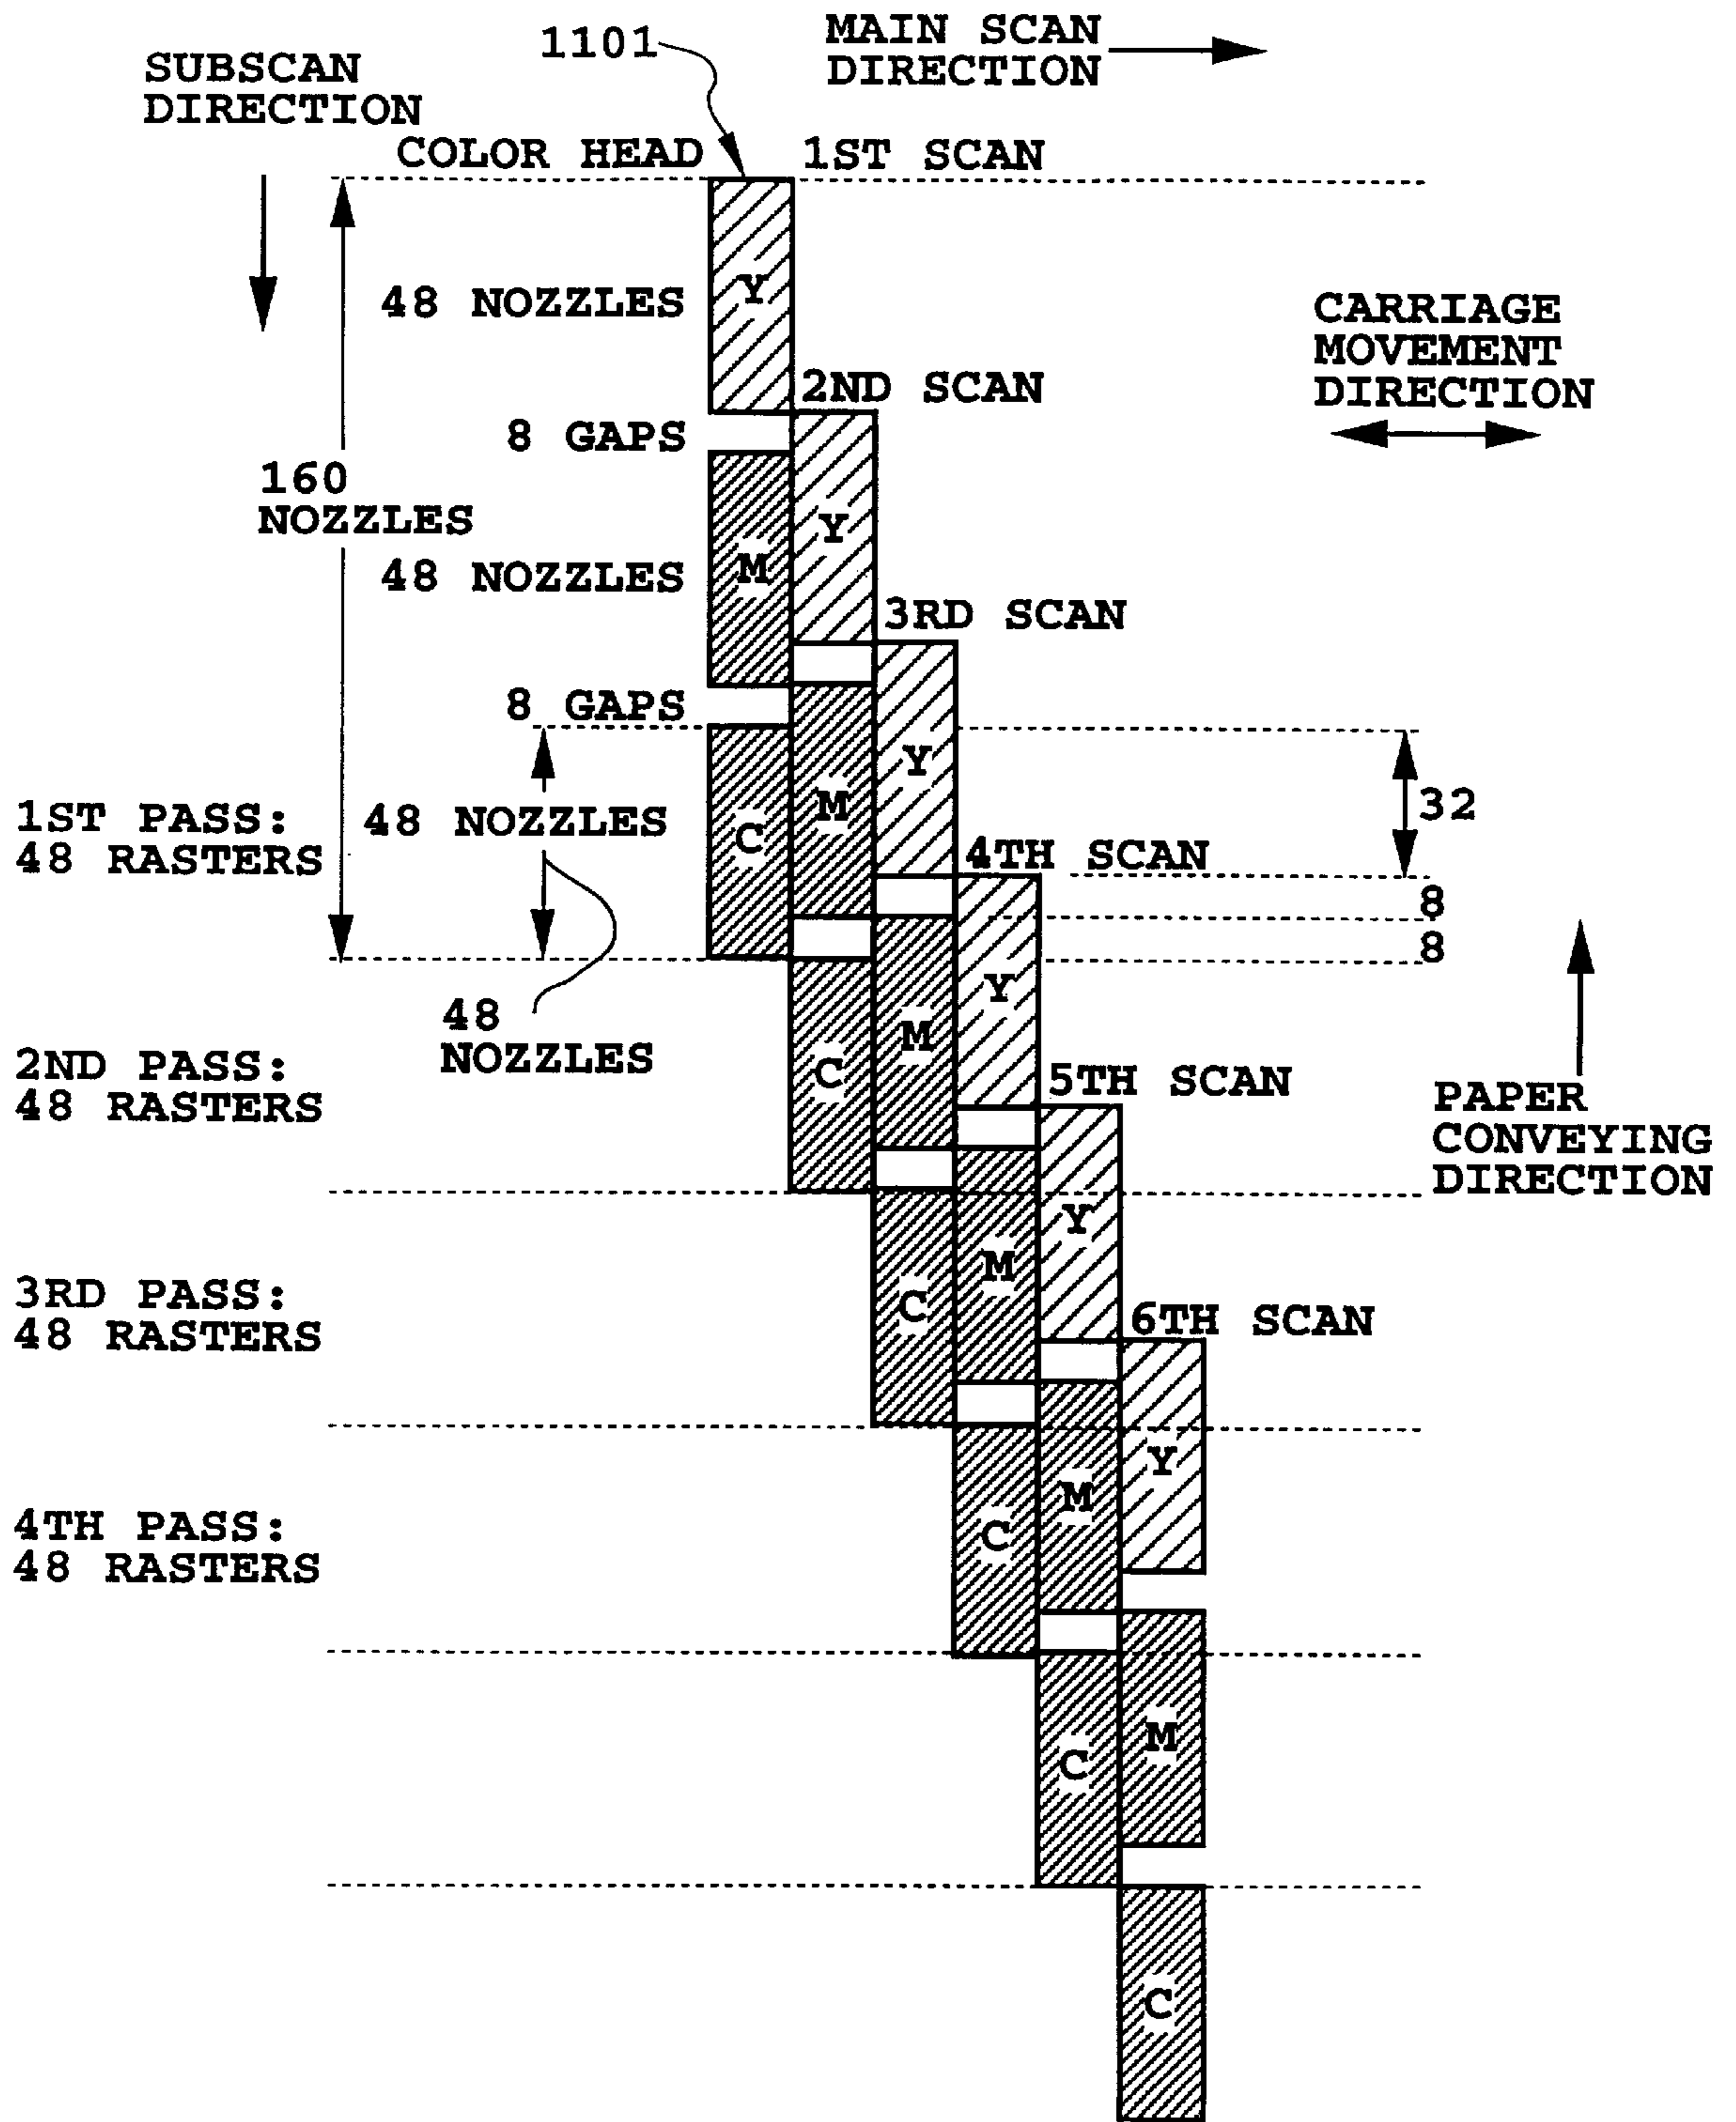 1101
MAIN SCAN
DIRECTION
SUBSCAN
DIRECTION
COLOR HEAD
1ST SCAN
Y
48 NOZZLES
CARRIAGE
MOVEMENT
DIRECTION
2ND SCAN
8 GAPS
160
NOZZLES
Y
M
48 NOZZLES
3RD SCAN
8 GAPS
Y
M
C
32
1ST PASS:
48 RASTERS
48 NOZZLES
4TH SCAN
8
8
Y
48
NOZZLES
M
C
2ND PASS:
48 RASTERS
5TH SCAN
PAPER
CONVEYING
DIRECTION
Y
M
C
3RD PASS:
48 RASTERS
6TH SCAN
Y
M
C
4TH PASS:
48 RASTERS
M
C
C